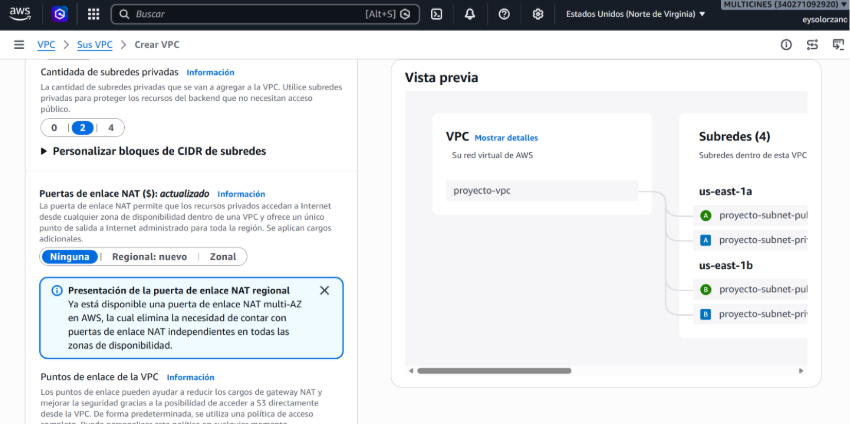 aws
Buscar
[Alt+S]
Estados Unidos (Norte de Virginia)
MULTICINES (340271092920)
eysolorzano
VPC
Sus VPC
Crear VPC
Cantidada de subredes privadas Información
La cantidad de subredes privadas que se van a agregar a la VPC. Utilice subredes
privadas para proteger los recursos del backend que no necesitan acceso
público.
0 2 4
Personalizar bloques de CIDR de subredes
Puertas de enlace NAT ($): actualizado Información
La puerta de enlace NAT permite que los recursos privados accedan a Internet
desde cualquier zona de disponibilidad dentro de una VPC y ofrece un único
punto de salida a Internet administrado para toda la región. Se aplican cargos
adicionales.
Ninguna Regional: nuevo Zonal
Presentación de la puerta de enlace NAT regional
Ya está disponible una puerta de enlace NAT multi-AZ
en AWS, la cual elimina la necesidad de contar con
puertas de enlace NAT independientes en todas las
zonas de disponibilidad.
Puntos de enlace de la VPC Información
Los puntos de enlace pueden ayudar a reducir los cargos de gateway NAT y
mejorar la seguridad gracias a la posibilidad de acceder a S3 directamente
desde la VPC. De forma predeterminada, se utiliza una política de acceso
Vista previa
VPC Mostrar detalles
Su red virtual de AWS
proyecto-vpc
Subredes (4)
Subredes dentro de esta VPC
us-east-1a
A proyecto-subnet-pul
A proyecto-subnet-pri
us-east-1b
B proyecto-subnet-pul
B proyecto-subnet-pri